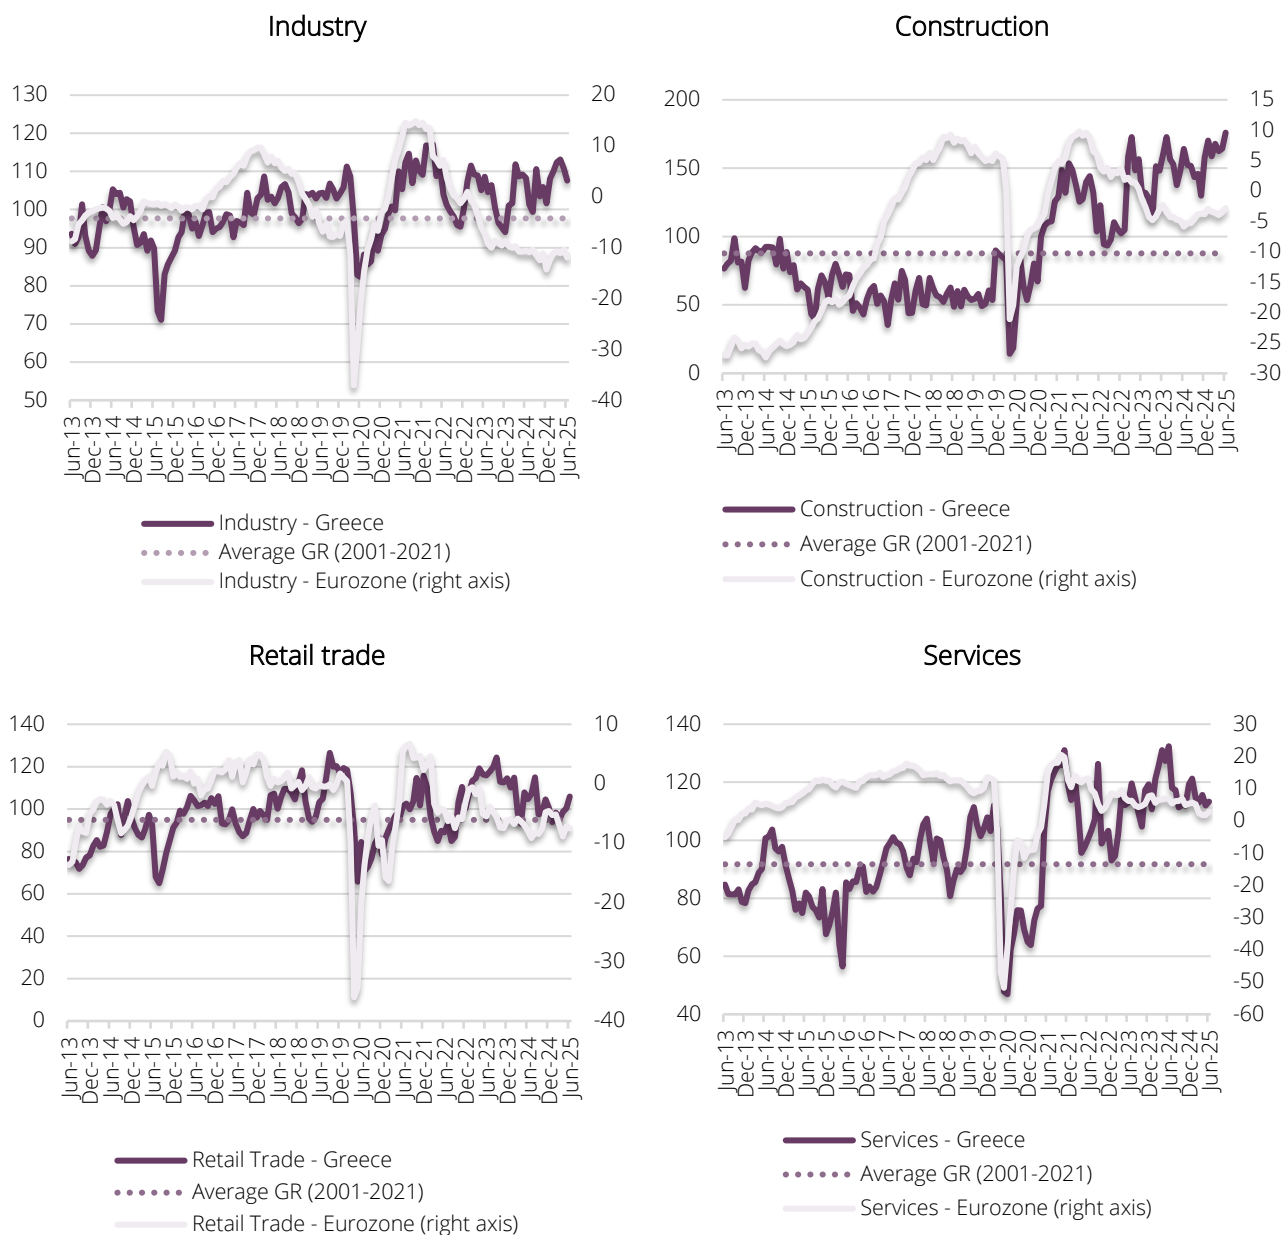 Industry
130
120
110
100
90
80
70
60
50
20
10
0
-10
-20
-30
-40
Jun-13
Dec-13
Jun-14
Dec-14
Jun-15
Dec-15
Jun-16
Dec-16
Jun-17
Dec-17
Jun-18
Dec-18
Jun-19
Dec-19
Jun-20
Dec-20
Jun-21
Dec-21
Jun-22
Dec-22
Jun-23
Dec-23
Jun-24
Dec-24
Jun-25
Industry - Greece
Average GR (2001-2021)
Industry - Eurozone (right axis)
Construction
200
150
100
50
0
15
10
5
0
-5
-10
-15
-20
-25
-30
Jun-13
Dec-13
Jun-14
Dec-14
Jun-15
Dec-15
Jun-16
Dec-16
Jun-17
Dec-17
Jun-18
Dec-18
Jun-19
Dec-19
Jun-20
Dec-20
Jun-21
Dec-21
Jun-22
Dec-22
Jun-23
Dec-23
Jun-24
Dec-24
Jun-25
Construction - Greece
Average GR (2001-2021)
Construction - Eurozone (right axis)
Retail trade
140
120
100
80
60
40
20
0
10
0
-10
-20
-30
-40
Jun-13
Dec-13
Jun-14
Dec-14
Jun-15
Dec-15
Jun-16
Dec-16
Jun-17
Dec-17
Jun-18
Dec-18
Jun-19
Dec-19
Jun-20
Dec-20
Jun-21
Dec-21
Jun-22
Dec-22
Jun-23
Dec-23
Jun-24
Dec-24
Jun-25
Retail Trade - Greece
Average GR (2001-2021)
Retail Trade - Eurozone (right axis)
Services
140
120
100
80
60
40
30
20
10
0
-10
-20
-30
-40
-50
-60
Jun-13
Dec-13
Jun-14
Dec-14
Jun-15
Dec-15
Jun-16
Dec-16
Jun-17
Dec-17
Jun-18
Dec-18
Jun-19
Dec-19
Jun-20
Dec-20
Jun-21
Dec-21
Jun-22
Dec-22
Jun-23
Dec-23
Jun-24
Dec-24
Jun-25
Services - Greece
Average GR (2001-2021)
Services - Eurozone (right axis)